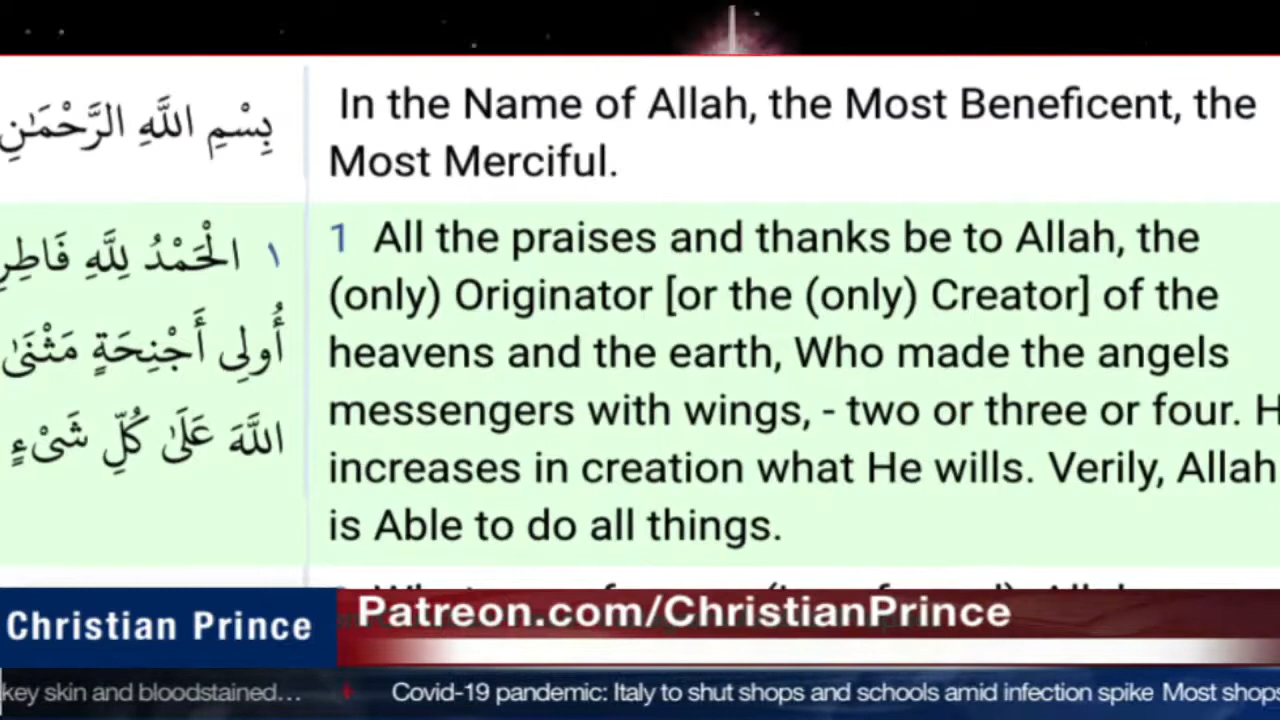 بِسْمِ اللَّهِ الرَّحْمَٰنِ
In the Name of Allah, the Most Beneficent, the
Most Merciful.
١ الْحَمْدُ لِلَّهِ فَاطِرِ
أُولِي أَجْنِحَةٍ مَثْنَىٰ
اللَّهَ عَلَىٰ كُلِّ شَيْءٍ
1 All the praises and thanks be to Allah, the
(only) Originator [or the (only) Creator] of the
heavens and the earth, Who made the angels
messengers with wings, - two or three or four. H
increases in creation what He wills. Verily, Allah
is Able to do all things.
Christian Prince
Patreon.com/ChristianPrince
key skin and bloodstained... Covid-19 pandemic: Italy to shut shops and schools amid infection spike Most shops